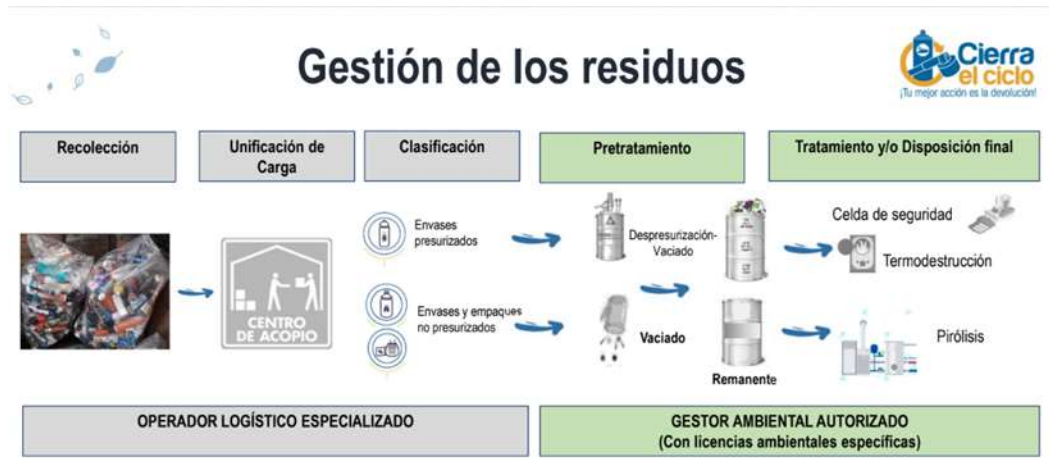 Gestión de los residuos
Cierra
el ciclo
¡Tu mejor acción es la devolución!
Recolección
Unificación de
Carga
Clasificación
Pretratamiento
Tratamiento y/o Disposición final
CENTRO
DE ACOPIO
Envases
presurizados
Envases y empaques
no presurizados
Despresurización-
Vaciado
Vaciado
Remanente
Celda de seguridad
Termodestrucción
Pirólisis
OPERADOR LOGÍSTICO ESPECIALIZADO
GESTOR AMBIENTAL AUTORIZADO
(Con licencias ambientales específicas)